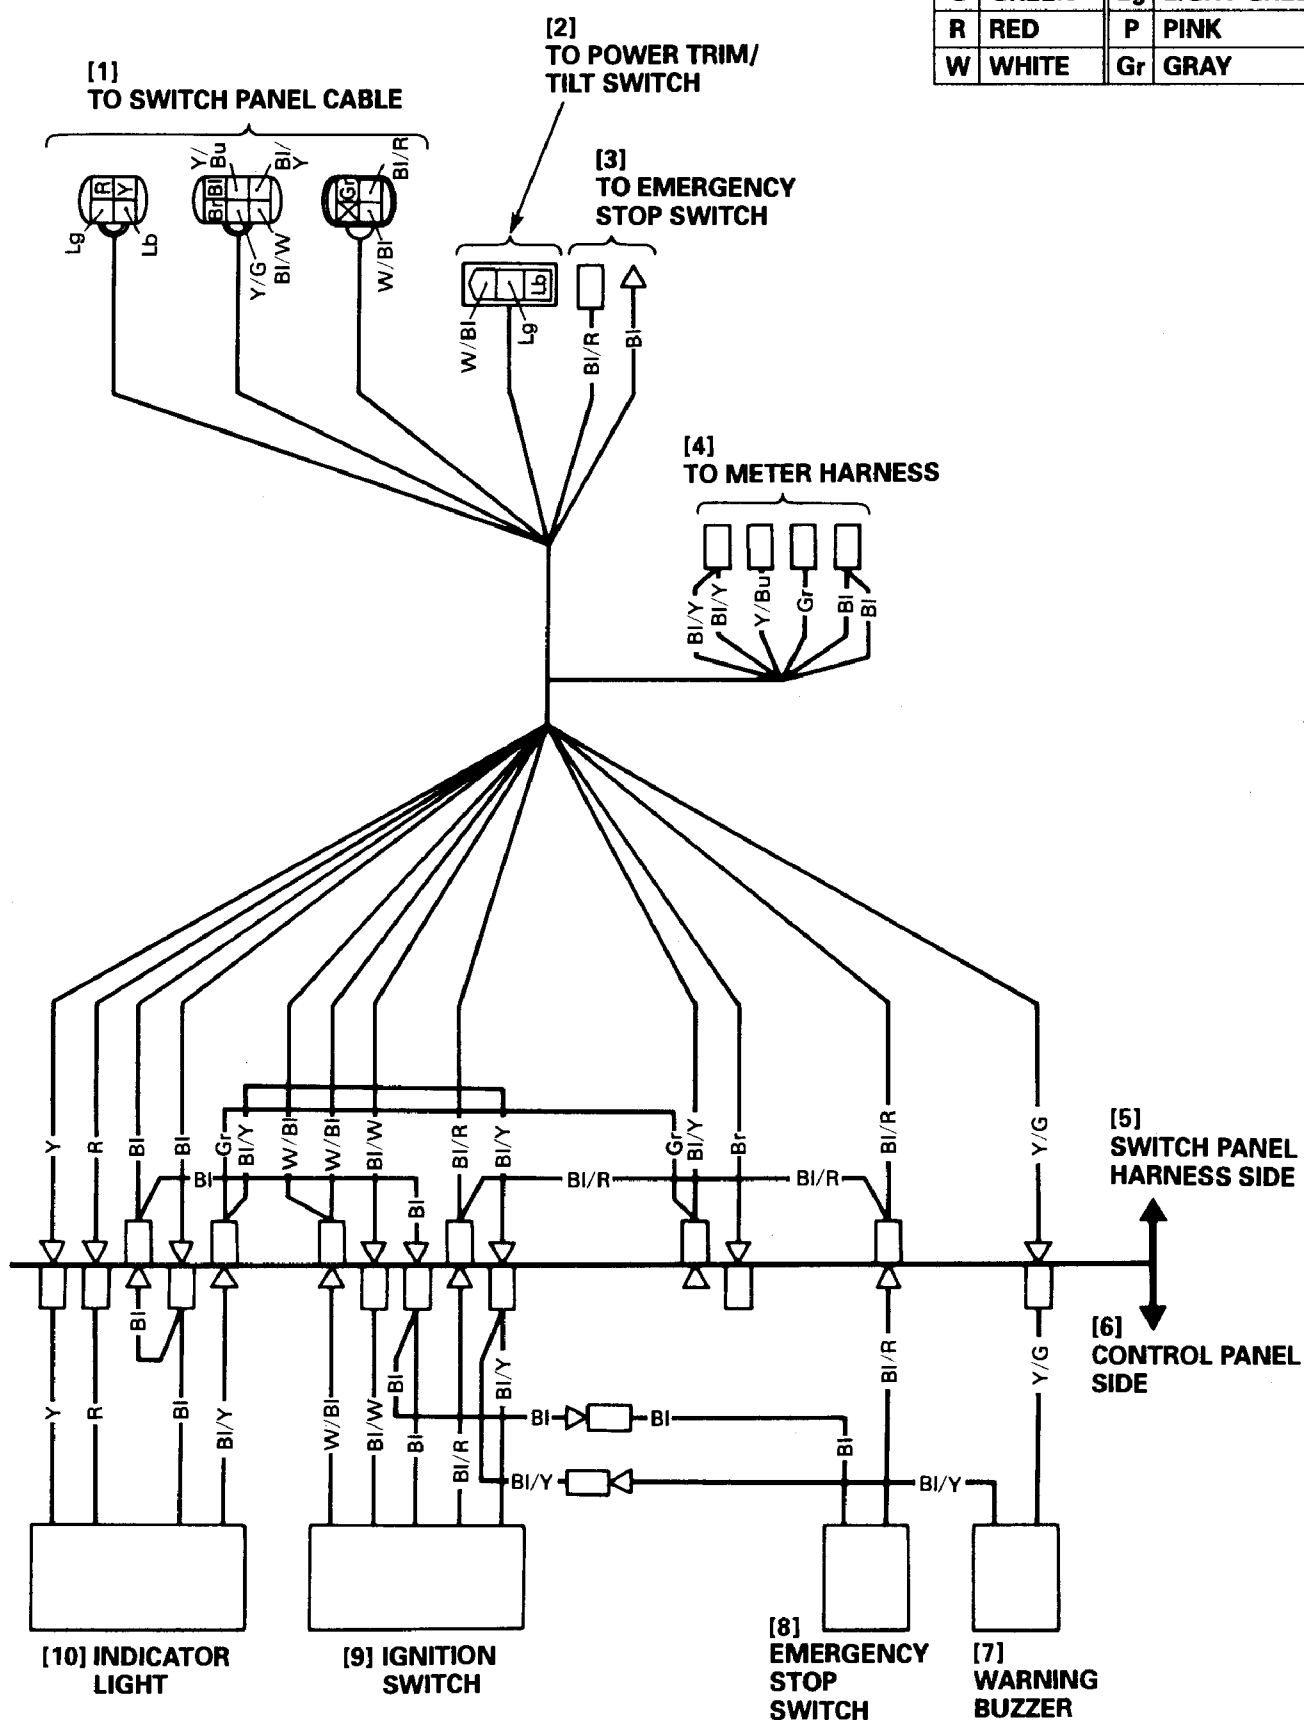 R RED P PINK
W WHITE Gr GRAY
[1]
TO SWITCH PANEL CABLE
[2]
TO POWER TRIM/
TILT SWITCH
[3]
TO EMERGENCY
STOP SWITCH
R Y
Lg
Lb
Y/Bu
Bl/Y
Br Bl
Y/G
Bl/W
Gr
Bl/R
W/Bl
W/Bl
Lg
Lb
Bl/R
Bl
[4]
TO METER HARNESS
Bl/Y
Bl/Y
Y/Bu
Gr
Bl
Bl
Y
R
Bl
Bl
Gr
Bl/Y
W/Bl
W/Bl
Bl/W
Bl/R
Bl/Y
Gr
Bl/Y
Br
Bl/R
Y/G
Bl
Bl
Bl/R
Bl/R
[5]
SWITCH PANEL
HARNESS SIDE
[6]
CONTROL PANEL
SIDE
Bl
Y
R
Bl
Bl/Y
W/Bl
Bl/W
Bl
Bl
Bl/R
Bl/Y
Bl
Bl
Bl
Bl/Y
Bl/Y
Bl/R
Y/G
[10] INDICATOR
LIGHT
[9] IGNITION
SWITCH
[8]
EMERGENCY
STOP
SWITCH
[7]
WARNING
BUZZER